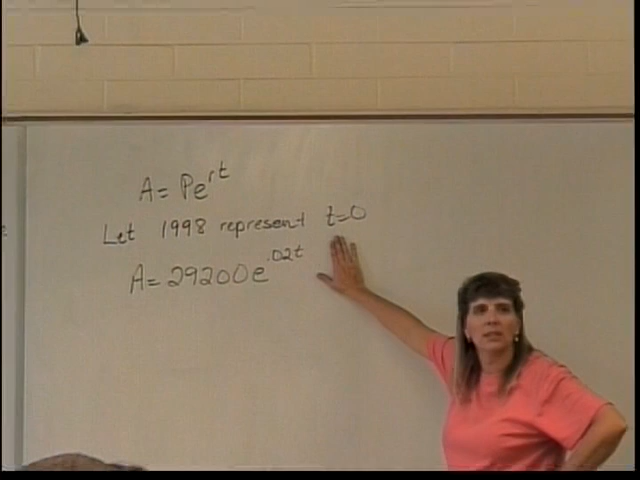 A = Pe^rt
Let 1998 represent t=0
A = 29200e^.02t